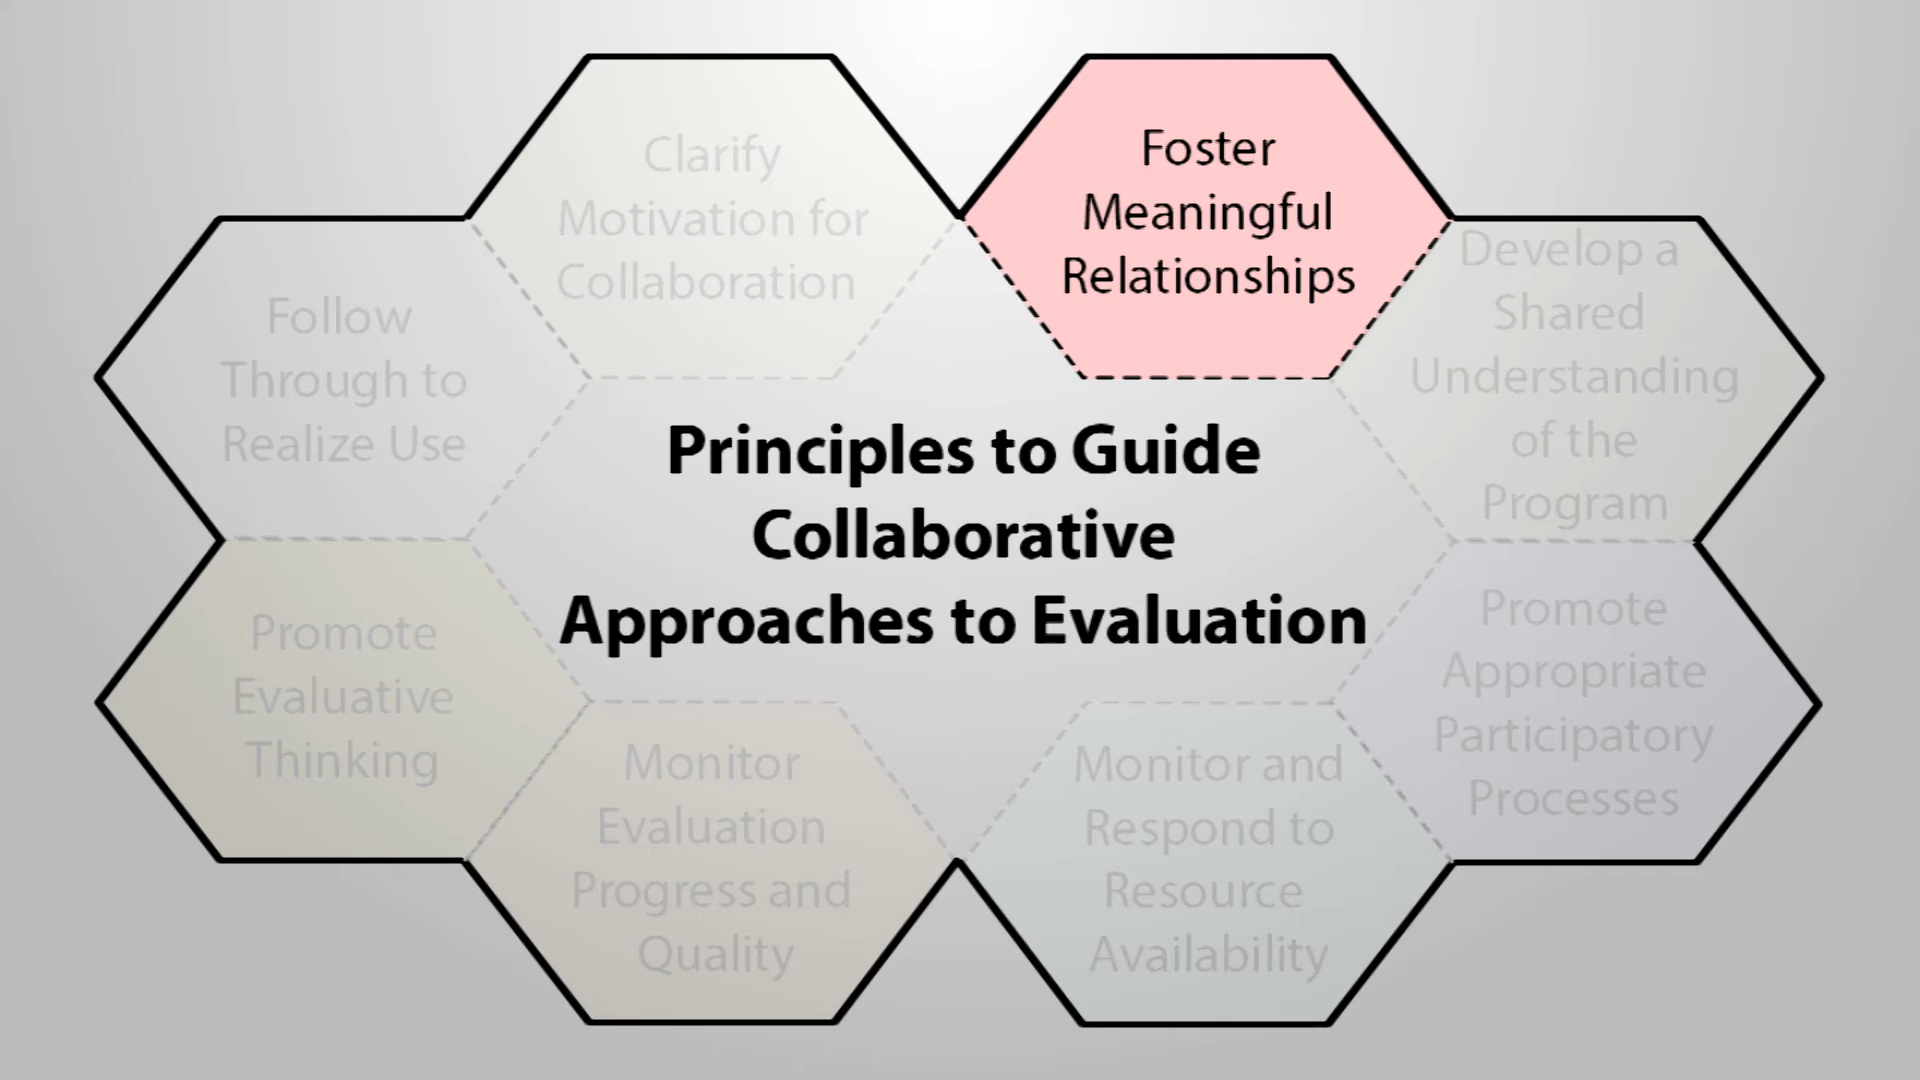 Clarify
Motivation for
Collaboration
Foster
Meaningful
Relationships
Develop a
Shared
Understanding
of the
Program
Follow
Through to
Realize Use
Principles to Guide
Collaborative
Approaches to Evaluation
Promote
Evaluative
Thinking
Promote
Appropriate
Participatory
Processes
Monitor
Evaluation
Progress and
Quality
Monitor and
Respond to
Resource
Availability